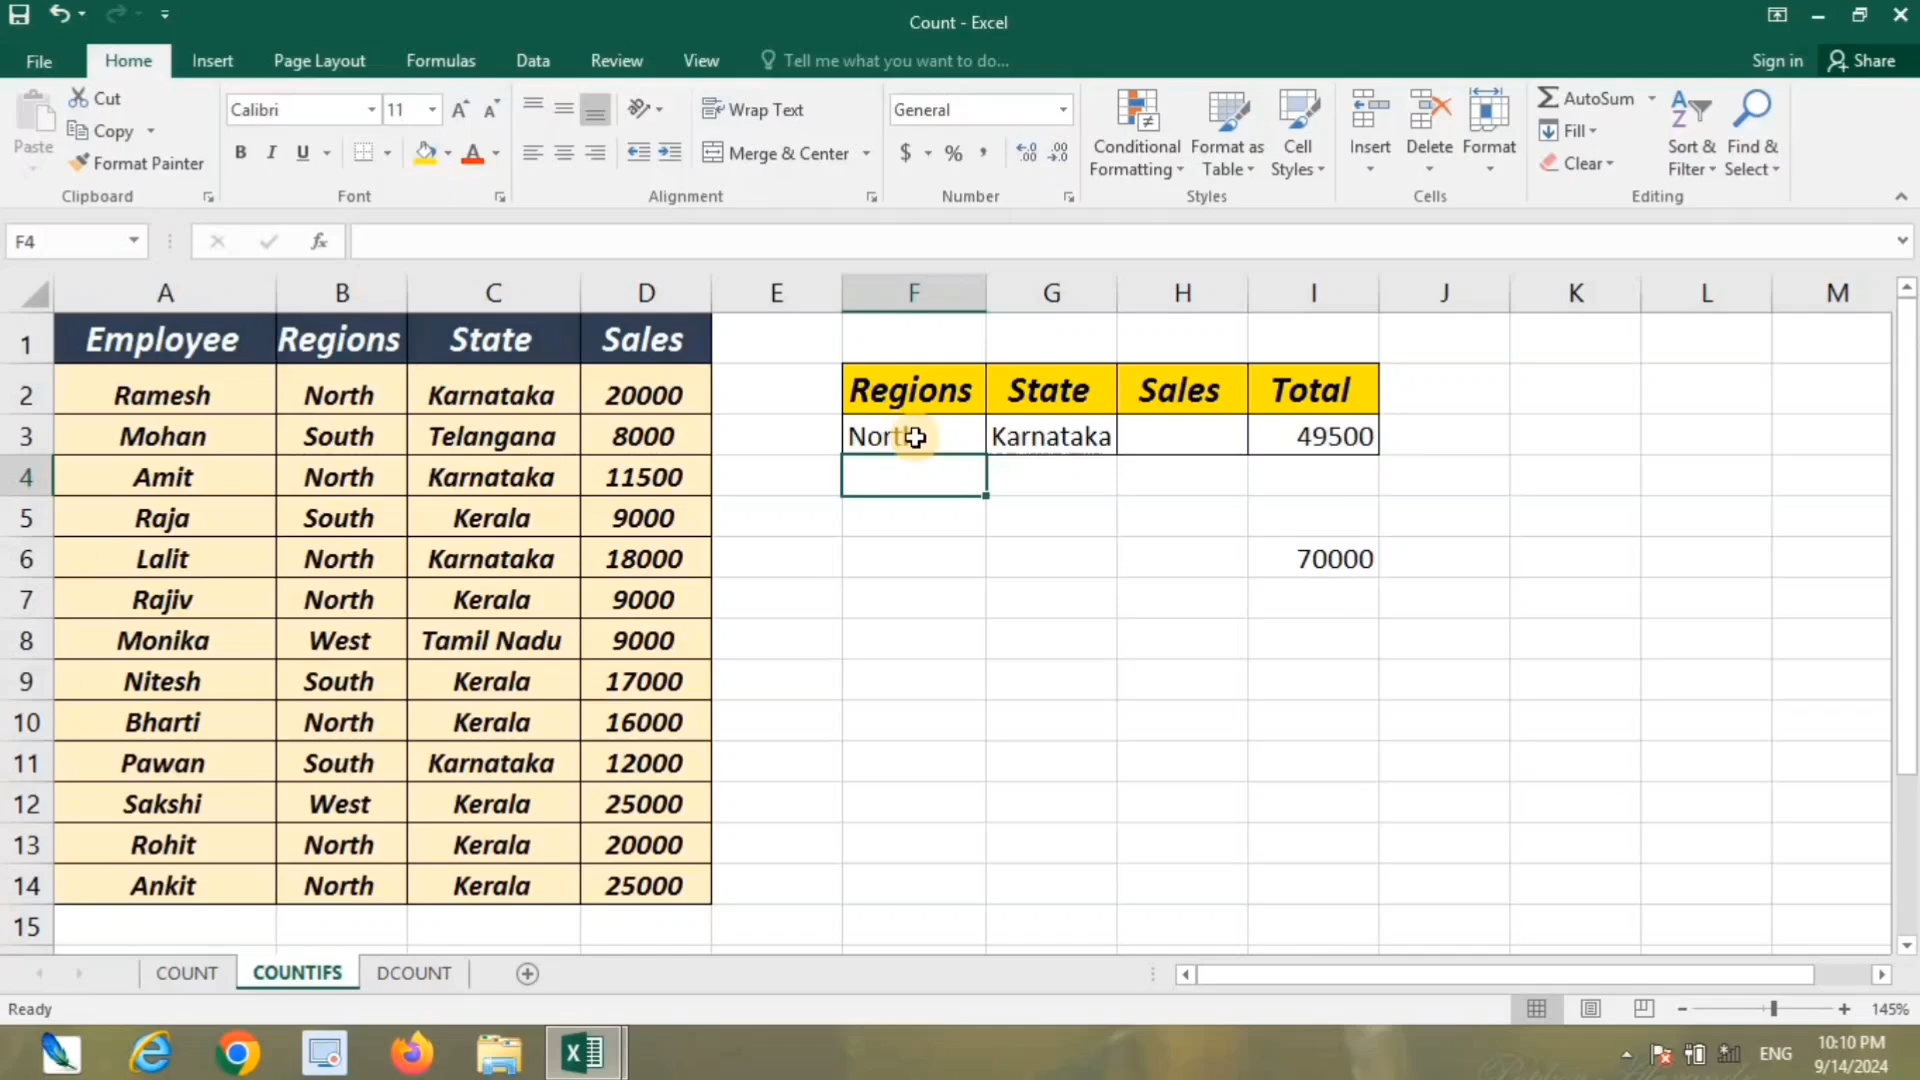 Count - Excel
File Home Insert Page Layout Formulas Data Review View Tell me what you want to do... Sign in Share
Paste
Cut
Copy
Format Painter
Clipboard
Calibri 11
B I U
Font
Wrap Text
Merge & Center
Alignment
General
$ % ,
Number
Conditional Formatting
Format as Table
Cell Styles
Styles
Insert Delete Format
Cells
AutoSum
Fill
Clear
Sort & Filter
Find & Select
Editing
F4 fx
A B C D E F G H I J K L M
1 Employee Regions State Sales
2 Ramesh North Karnataka 20000 Regions State Sales Total
3 Mohan South Telangana 8000 North Karnataka 49500
4 Amit North Karnataka 11500
5 Raja South Kerala 9000
6 Lalit North Karnataka 18000 70000
7 Rajiv North Kerala 9000
8 Monika West Tamil Nadu 9000
9 Nitesh South Kerala 17000
10 Bharti North Kerala 16000
11 Pawan South Karnataka 12000
12 Sakshi West Kerala 25000
13 Rohit North Kerala 20000
14 Ankit North Kerala 25000
15
COUNT COUNTIFS DCOUNT
Ready 145%
ENG 10:10 PM
9/14/2024